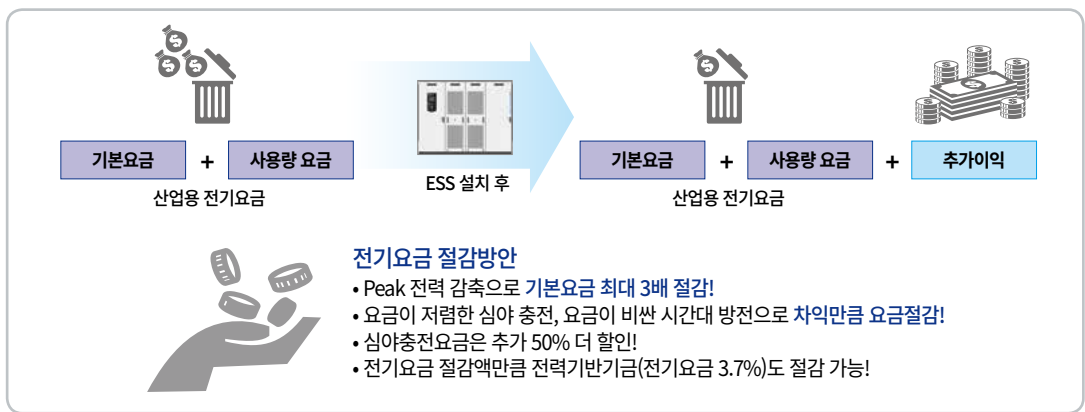 기본요금 + 사용량 요금
산업용 전기요금
ESS 설치 후
기본요금 + 사용량 요금 + 추가이익
산업용 전기요금
전기요금 절감방안
• Peak 전력 감축으로 기본요금 최대 3배 절감!
• 요금이 저렴한 심야 충전, 요금이 비싼 시간대 방전으로 차익만큼 요금절감!
• 심야충전요금은 추가 50% 더 할인!
• 전기요금 절감액만큼 전력기반기금(전기요금 3.7%)도 절감 가능!